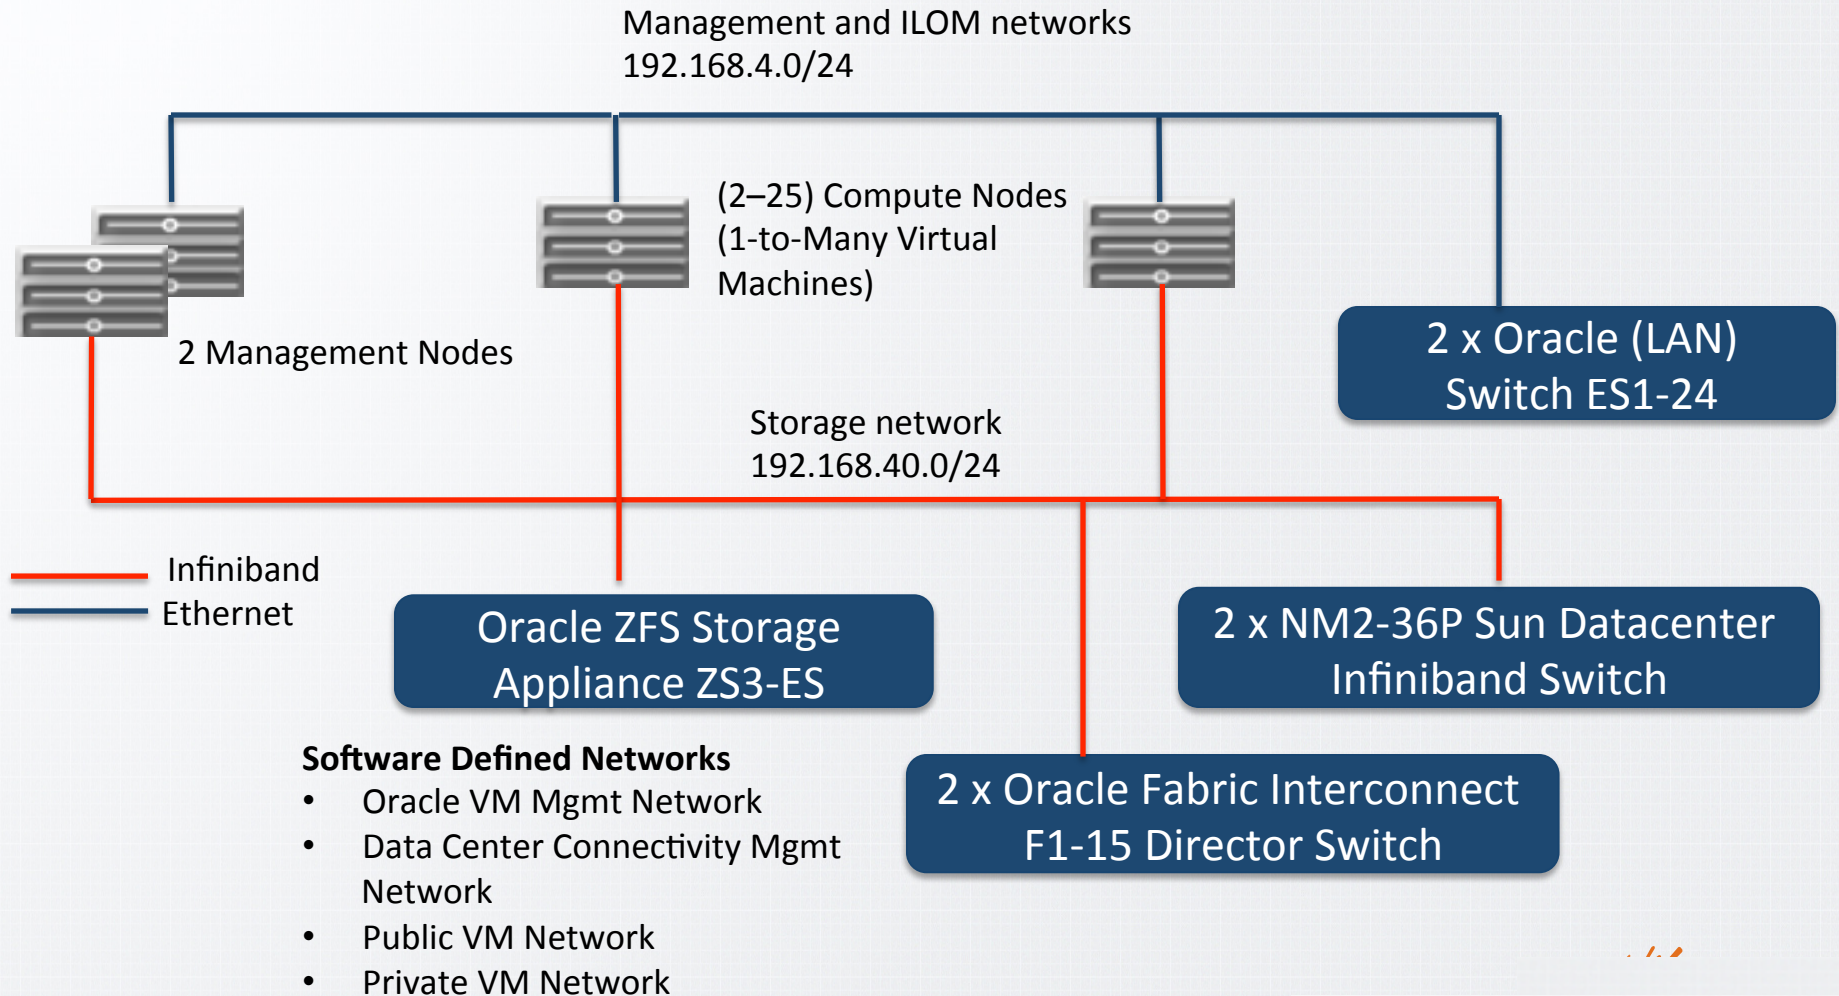 Management and ILOM networks
192.168.4.0/24
(2–25) Compute Nodes
(1-to-Many Virtual
Machines)
2 Management Nodes
2 x Oracle (LAN)
Switch ES1-24
Storage network
192.168.40.0/24
Infiniband
Ethernet
Oracle ZFS Storage
Appliance ZS3-ES
2 x NM2-36P Sun Datacenter
Infiniband Switch
2 x Oracle Fabric Interconnect
F1-15 Director Switch
Software Defined Networks
• Oracle VM Mgmt Network
• Data Center Connectivity Mgmt
Network
• Public VM Network
• Private VM Network